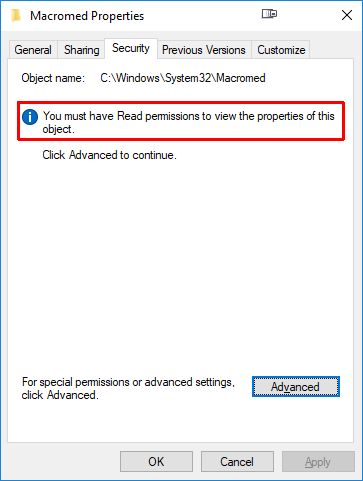 Macromed Properties
General Sharing Security Previous Versions Customize
Object name: C:\Windows\System32\Macromed
You must have Read permissions to view the properties of this
object.
Click Advanced to continue.
For special permissions or advanced settings,
click Advanced.
Advanced
OK Cancel Apply